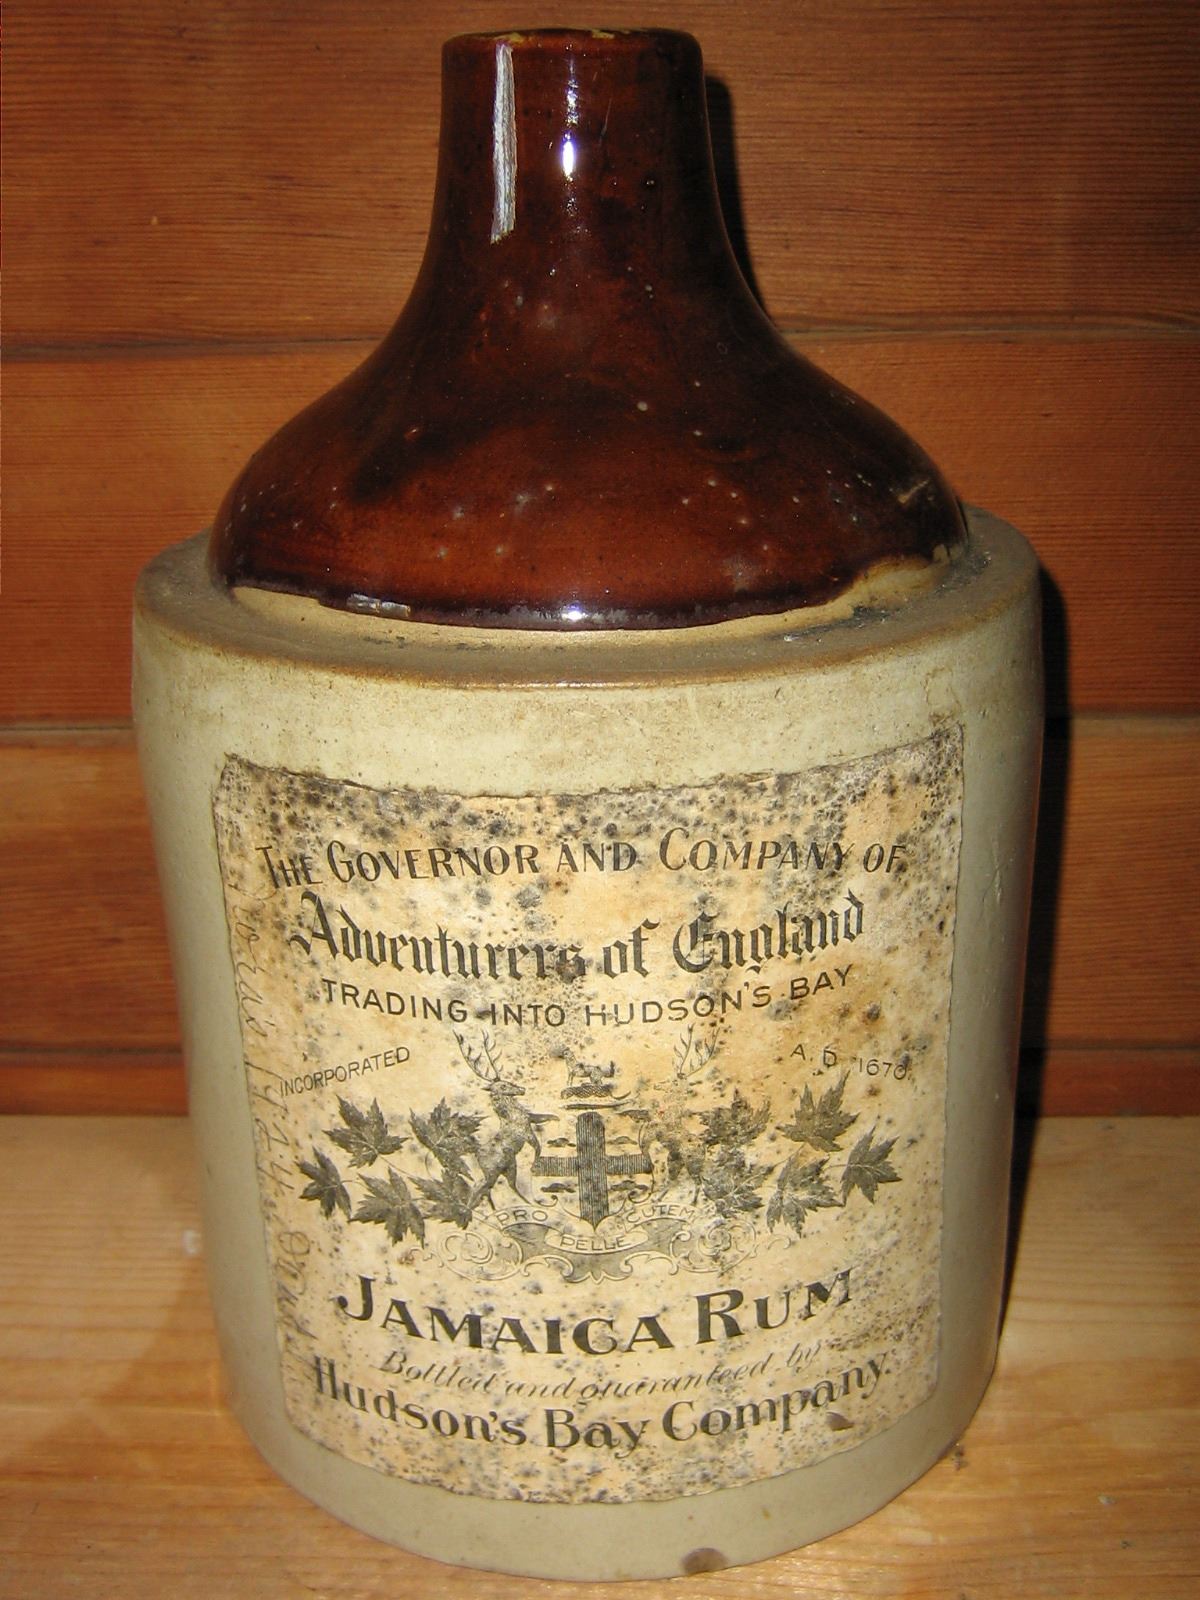 THE GOVERNOR AND COMPANY OF
Adventurers of England
TRADING INTO HUDSON'S BAY
INCORPORATED A.D. 1670.
PRO PELLE CUTEM
JAMAICA RUM
Bottled and guaranteed by
Hudson's Bay Company.